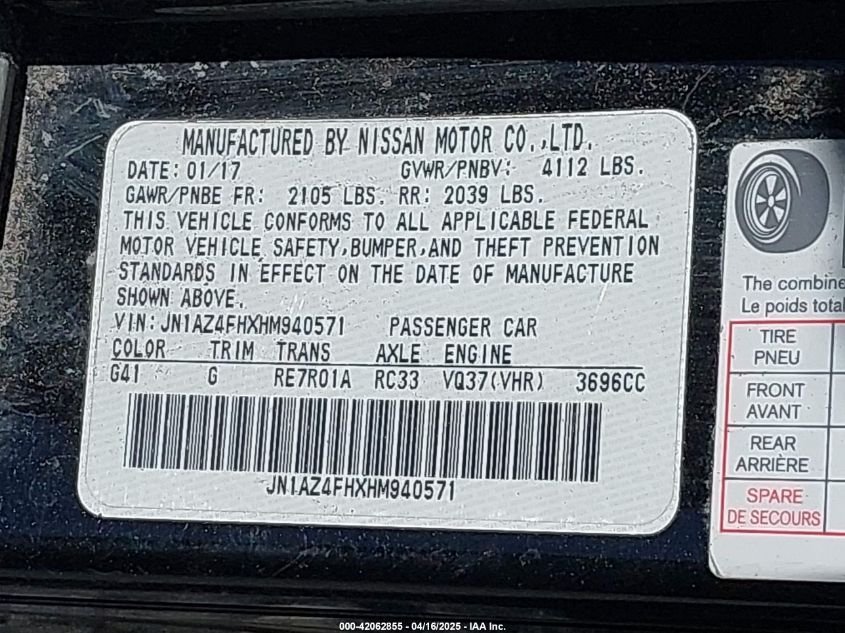 MANUFACTURED BY NISSAN MOTOR CO.,LTD.
DATE: 01/17 GVWR/PNBV: 4112 LBS.
GAWR/PNBE FR: 2105 LBS. RR: 2039 LBS.
THIS VEHICLE CONFORMS TO ALL APPLICABLE FEDERAL
MOTOR VEHICLE SAFETY,BUMPER,AND THEFT PREVENTION
STANDARDS IN EFFECT ON THE DATE OF MANUFACTURE
SHOWN ABOVE.
VIN:JN1AZ4FHXHM940571 PASSENGER CAR
COLOR TRIM TRANS AXLE ENGINE
G41 G RE7R01A RC33 VQ37(VHR) 3696CC
JN1AZ4FHXHM940571
The combine
Le poids total
TIRE
PNEU
FRONT
AVANT
REAR
ARRIÈRE
SPARE
DE SECOURS
000-42062855 - 04/16/2025 - IAA Inc.